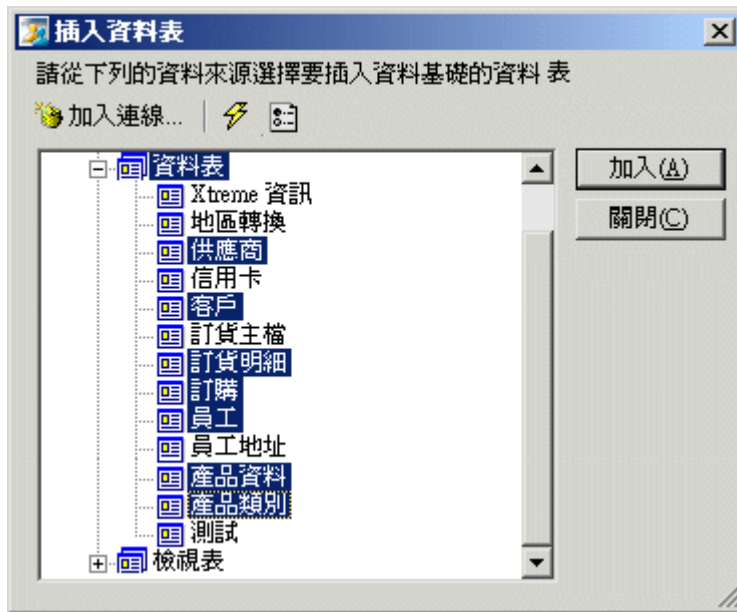 插入資料表
請從下列的資料來源選擇要插入資料基礎的資料 表
加入連線...
資料表
Xtreme 資訊
地區轉換
供應商
信用卡
客戶
訂貨主檔
訂貨明細
訂購
員工
員工地址
產品資料
產品類別
測試
檢視表
加入(A)
關閉(C)